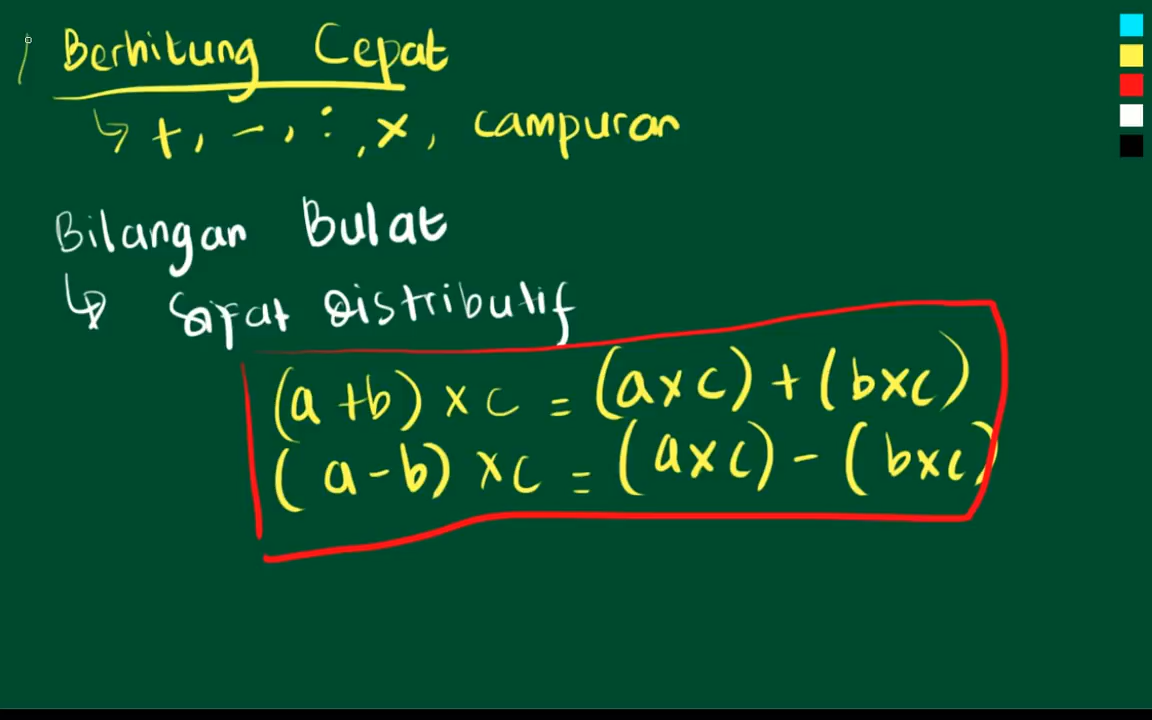 Berhitung Cepat
↳ +, -, :, ×, campuran
Bilangan Bulat
↳ Sifat Distributif
(a + b) × c = (a × c) + (b × c)
(a - b) × c = (a × c) - (b × c)